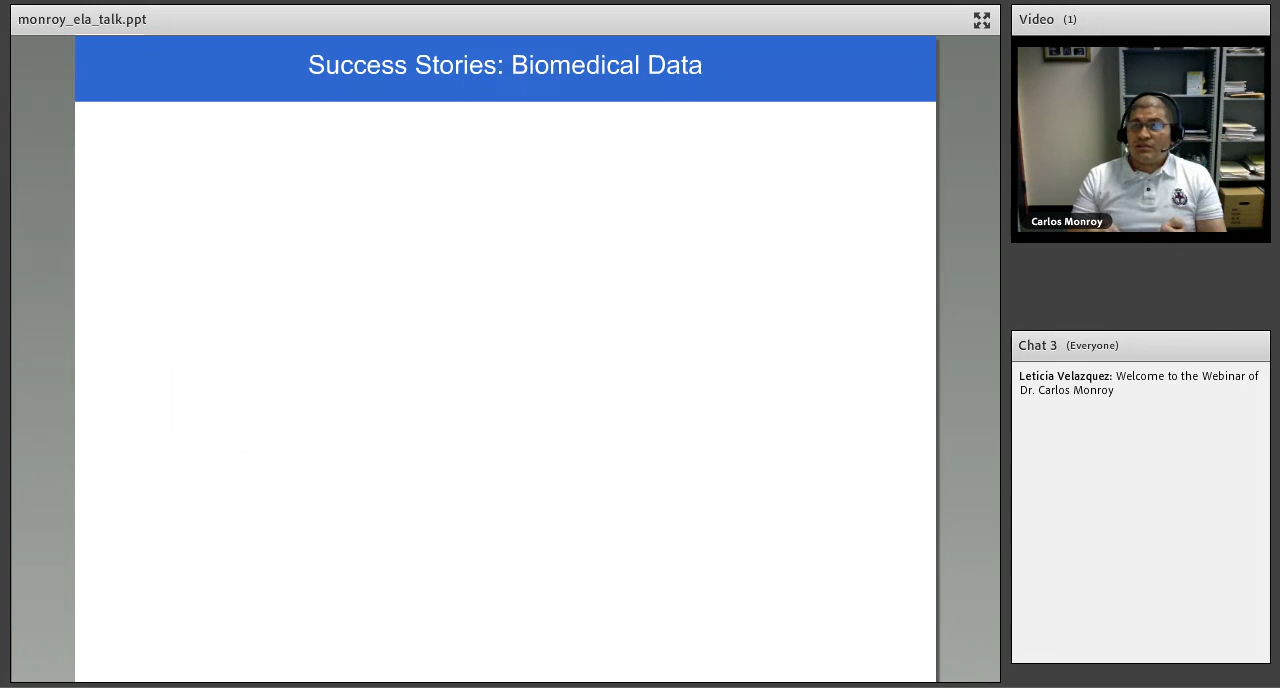 monroy_ela_talk.ppt
Success Stories: Biomedical Data
Video (1)
Carlos Monroy
Chat 3 (Everyone)
Leticia Velazquez: Welcome to the Webinar of
Dr. Carlos Monroy